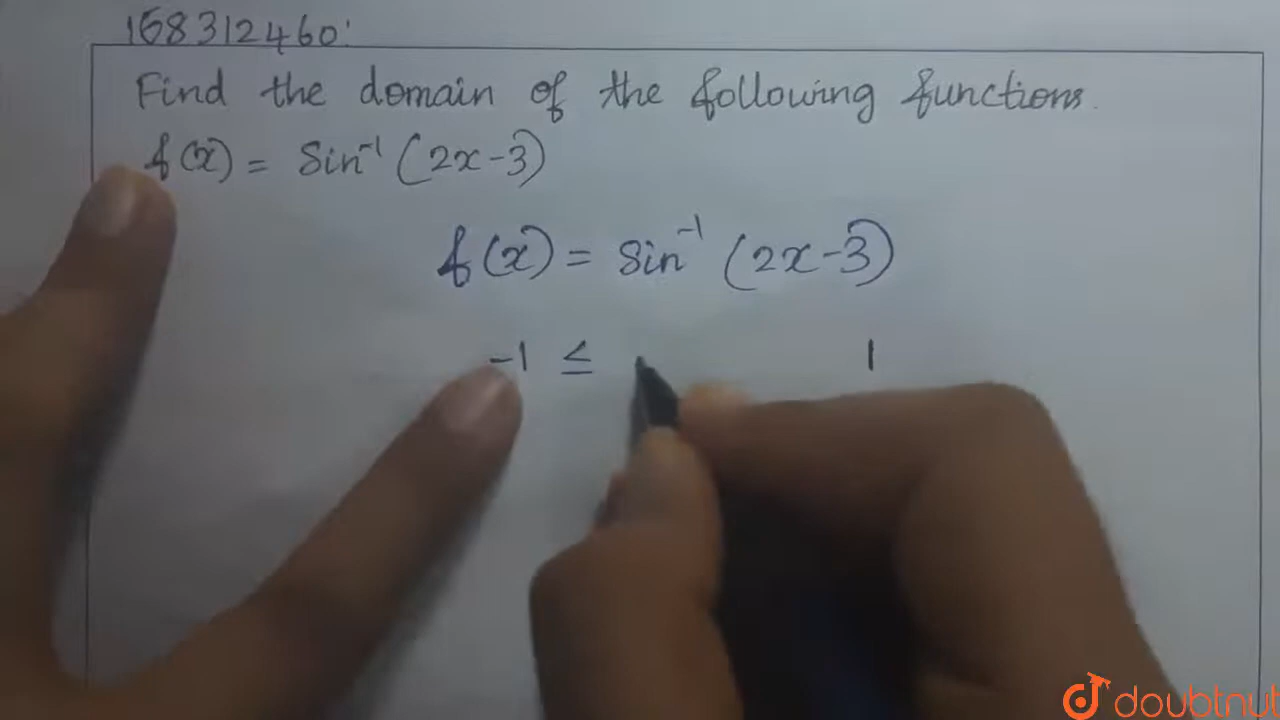 168312460:
Find the domain of the following functions.
f(x) = Sin⁻¹ (2x-3)
f(x) = Sin⁻¹ (2x-3)
-1 ≤ 1
doubtnut